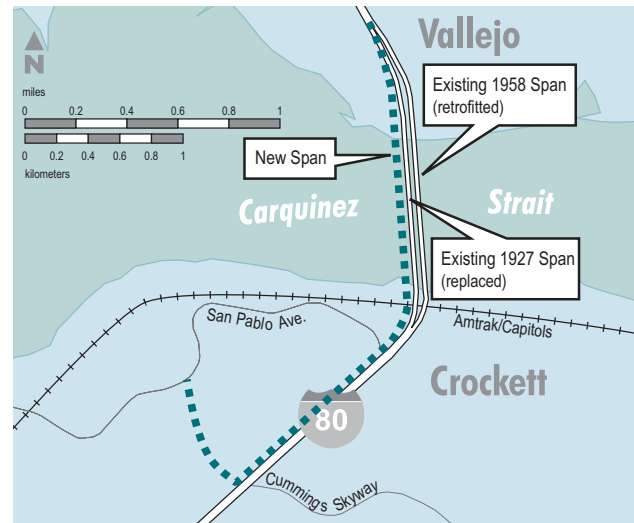 Vallejo
N
miles
0 0.2 0.4 0.6 0.8 1
0 0.2 0.4 0.6 0.8 1
kilometers
Existing 1958 Span
(retrofitted)
New Span
Carquinez
Strait
Existing 1927 Span
(replaced)
San Pablo Ave.
Amtrak/Capitols
Crockett
80
Cummings Skyway